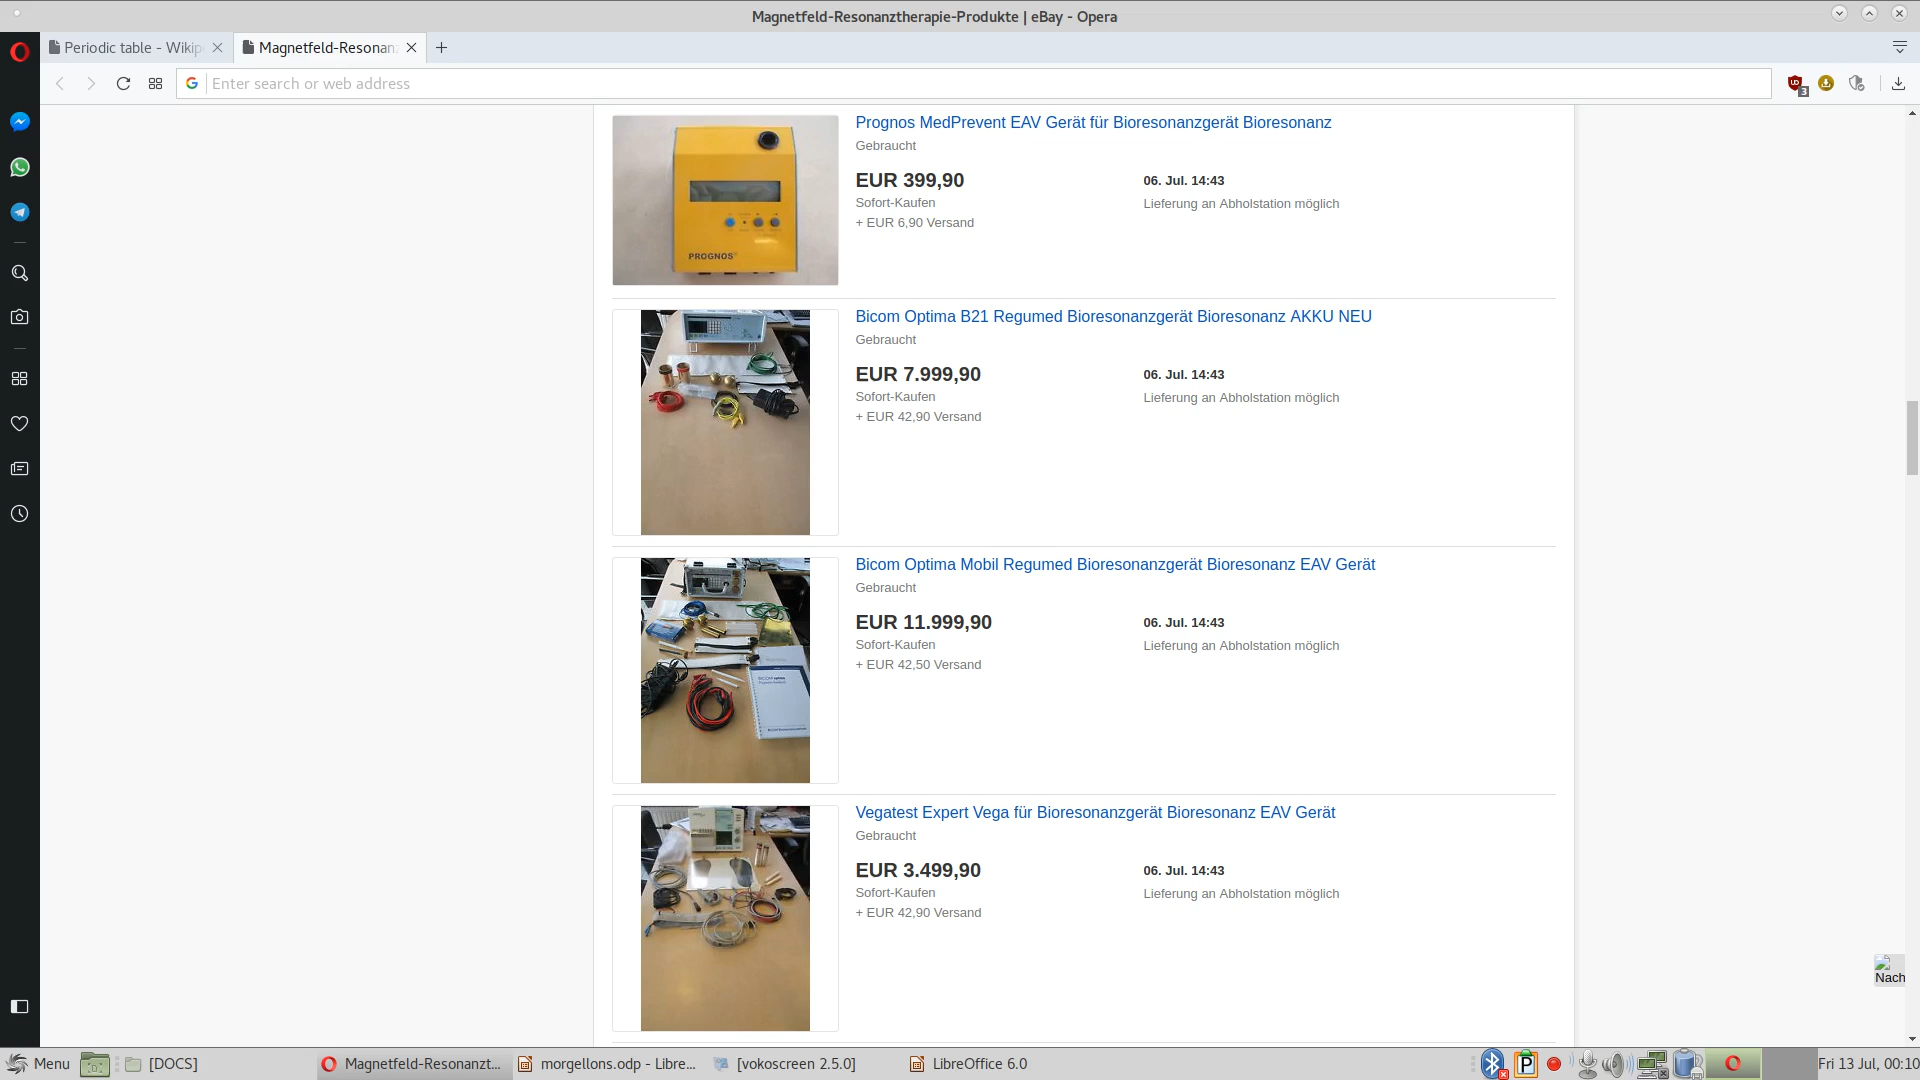 Magnetfeld-Resonanztherapie-Produkte | eBay - Opera
Periodic table - Wikip
Magnetfeld-Resonan
Enter search or web address
3
Prognos MedPrevent EAV Gerät für Bioresonanzgerät Bioresonanz
Gebraucht
EUR 399,90
06. Jul. 14:43
Sofort-Kaufen
Lieferung an Abholstation möglich
+ EUR 6,90 Versand
PROGNOS
Bicom Optima B21 Regumed Bioresonanzgerät Bioresonanz AKKU NEU
Gebraucht
EUR 7.999,90
06. Jul. 14:43
Sofort-Kaufen
Lieferung an Abholstation möglich
+ EUR 42,90 Versand
Bicom Optima Mobil Regumed Bioresonanzgerät Bioresonanz EAV Gerät
Gebraucht
EUR 11.999,90
06. Jul. 14:43
Sofort-Kaufen
Lieferung an Abholstation möglich
+ EUR 42,50 Versand
BICOM optima
Vegatest Expert Vega für Bioresonanzgerät Bioresonanz EAV Gerät
Gebraucht
EUR 3.499,90
06. Jul. 14:43
Sofort-Kaufen
Lieferung an Abholstation möglich
+ EUR 42,90 Versand
Nach
Menu
[DOCS]
Magnetfeld-Resonanzt...
morgellons.odp - Libre...
[vokoscreen 2.5.0]
LibreOffice 6.0
P
Fri 13 Jul, 00:10